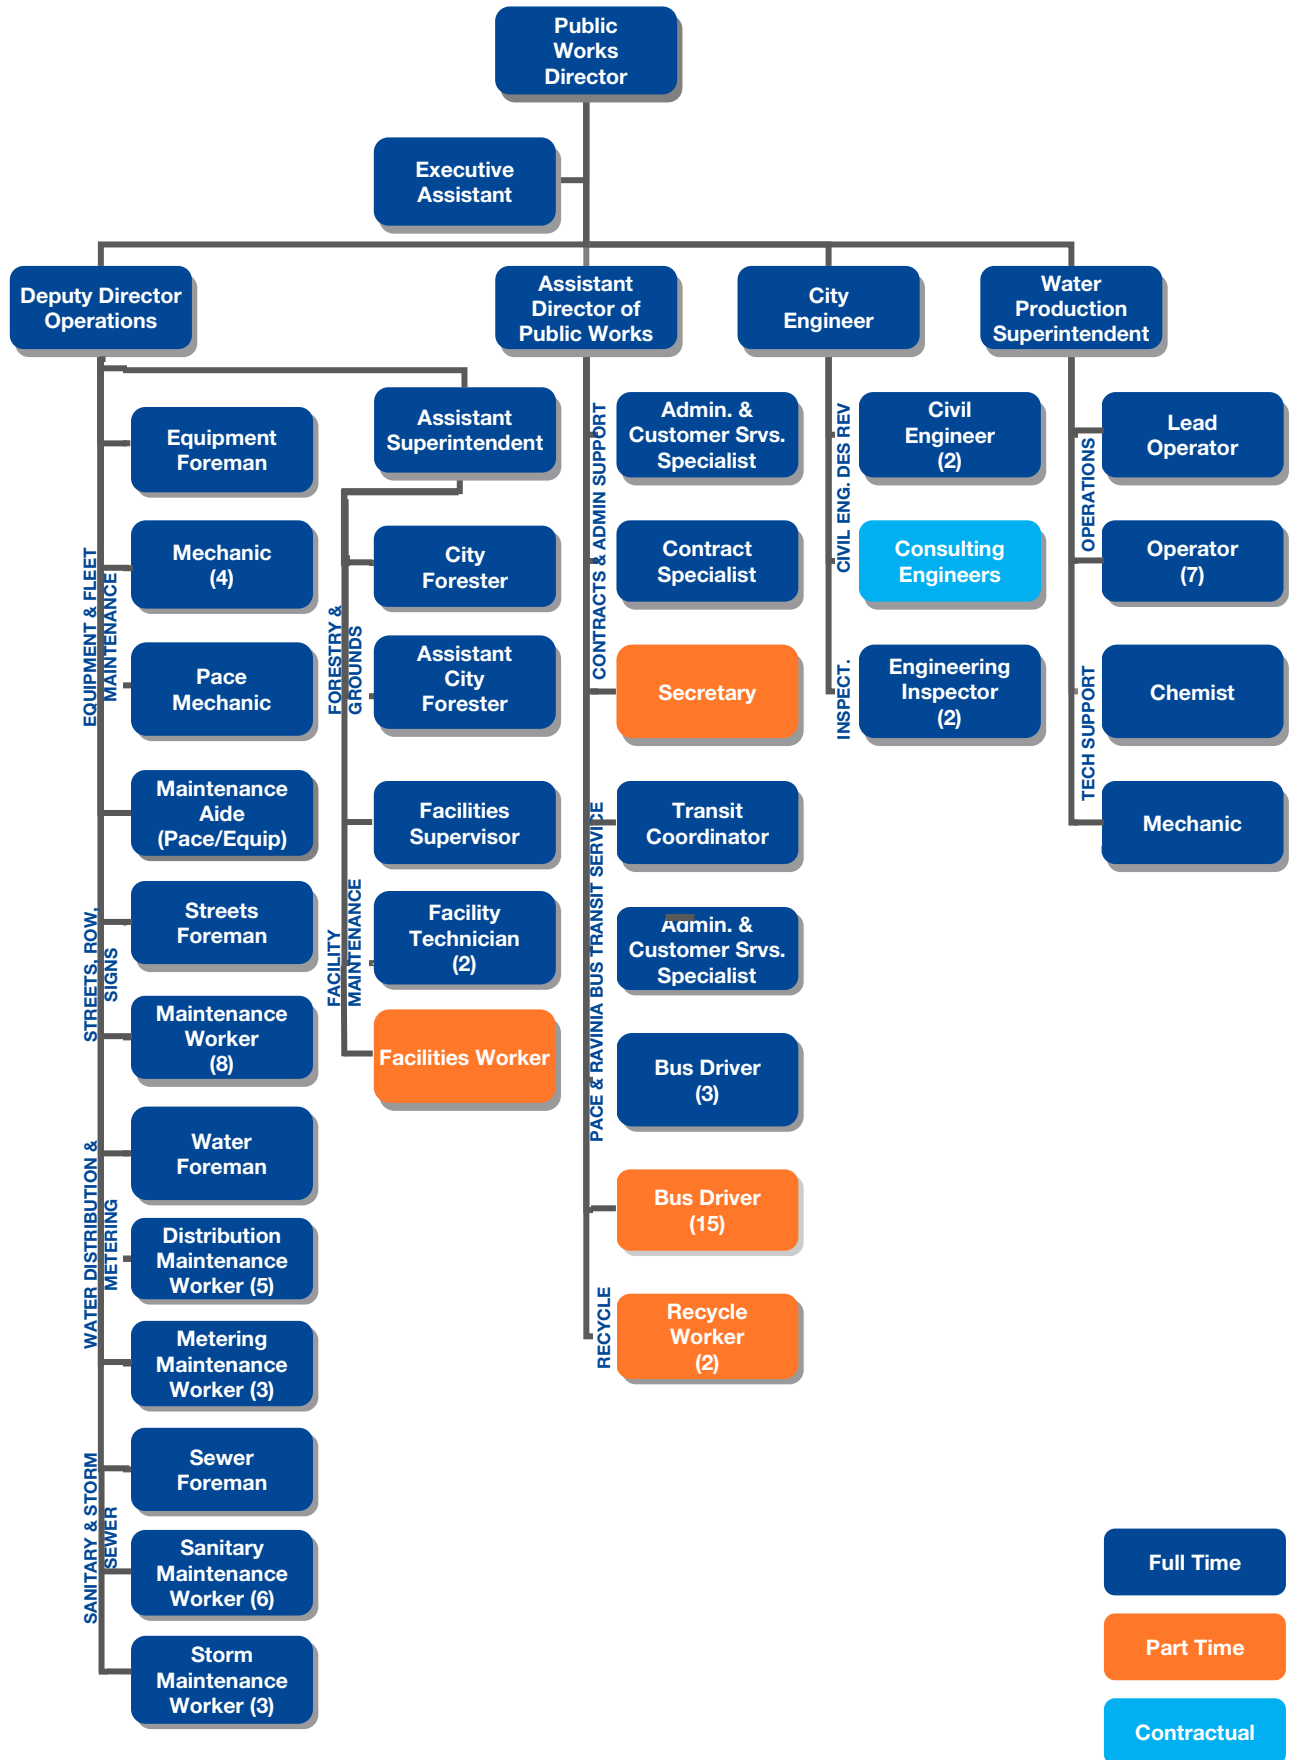 Public
Works
Director
Executive
Assistant
Deputy Director
Operations
Assistant
Director of
Public Works
City
Engineer
Water
Production
Superintendent
EQUIPMENT & FLEET
MAINTENANCE
Equipment
Foreman
Mechanic
(4)
Pace
Mechanic
Maintenance
Aide
(Pace/Equip)
STREETS, ROW,
SIGNS
Streets
Foreman
Maintenance
Worker
(8)
WATER DISTRIBUTION &
METERING
Water
Foreman
Distribution
Maintenance
Worker (5)
Metering
Maintenance
Worker (3)
SANITARY & STORM
SEWER
Sewer
Foreman
Sanitary
Maintenance
Worker (6)
Storm
Maintenance
Worker (3)
Assistant
Superintendent
FORESTRY &
GROUNDS
City
Forester
Assistant
City
Forester
FACILITY
MAINTENANCE
Facilities
Supervisor
Facility
Technician
(2)
Facilities Worker
CONTRACTS & ADMIN SUPPORT
Admin. &
Customer Srvs.
Specialist
Contract
Specialist
Secretary
PACE & RAVINIA BUS TRANSIT SERVICE
Transit
Coordinator
Admin. &
Customer Srvs.
Specialist
Bus Driver
(3)
Bus Driver
(15)
RECYCLE
Recycle
Worker
(2)
CIVIL ENG. DES REV
Civil
Engineer
(2)
Consulting
Engineers
INSPECT.
Engineering
Inspector
(2)
OPERATIONS
Lead
Operator
Operator
(7)
TECH SUPPORT
Chemist
Mechanic
Full Time
Part Time
Contractual